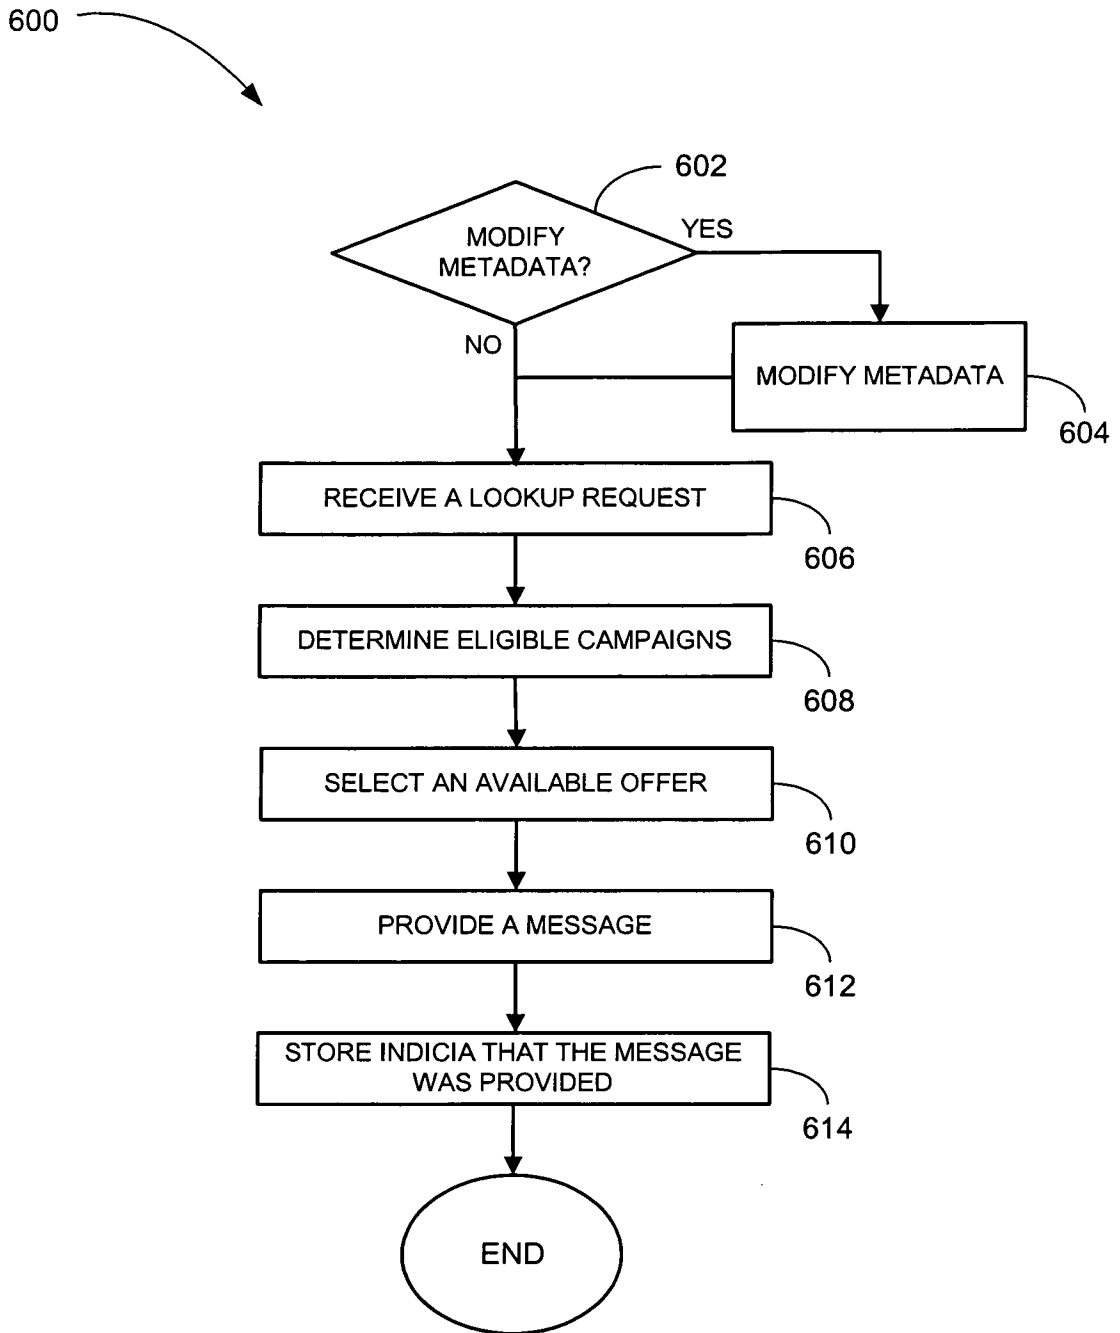 600
602
MODIFY
METADATA?
YES
NO
MODIFY METADATA
604
RECEIVE A LOOKUP REQUEST
606
DETERMINE ELIGIBLE CAMPAIGNS
608
SELECT AN AVAILABLE OFFER
610
PROVIDE A MESSAGE
612
STORE INDICIA THAT THE MESSAGE
WAS PROVIDED
614
END